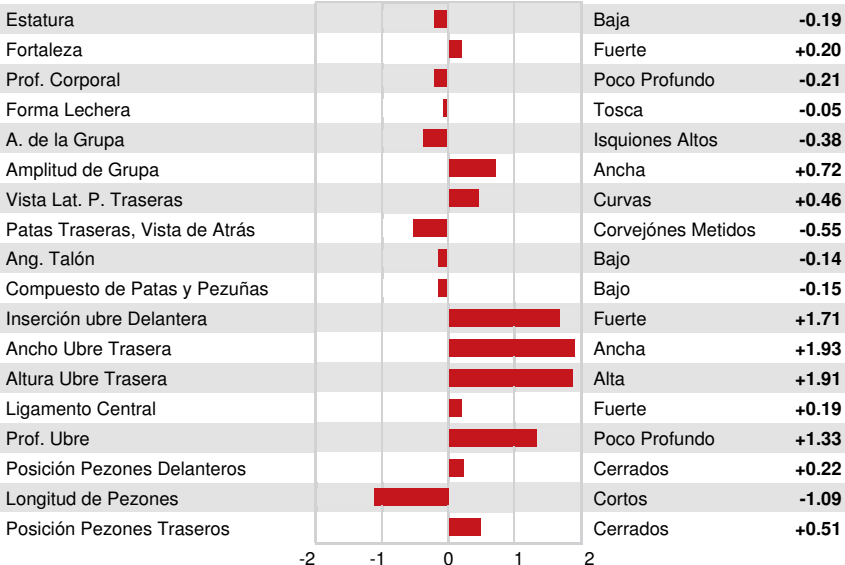 Estatura Baja -0.19
Fortaleza Fuerte +0.20
Prof. Corporal Poco Profundo -0.21
Forma Lechera Tosca -0.05
A. de la Grupa Isquiones Altos -0.38
Amplitud de Grupa Ancha +0.72
Vista Lat. P. Traseras Curvas +0.46
Patas Traseras, Vista de Atrás Corvejónes Metidos -0.55
Ang. Talón Bajo -0.14
Compuesto de Patas y Pezuñas Bajo -0.15
Inserción ubre Delantera Fuerte +1.71
Ancho Ubre Trasera Ancha +1.93
Altura Ubre Trasera Alta +1.91
Ligamento Central Fuerte +0.19
Prof. Ubre Poco Profundo +1.33
Posición Pezones Delanteros Cerrados +0.22
Longitud de Pezones Cortos -1.09
Posición Pezones Traseros Cerrados +0.51
-2 -1 0 1 2